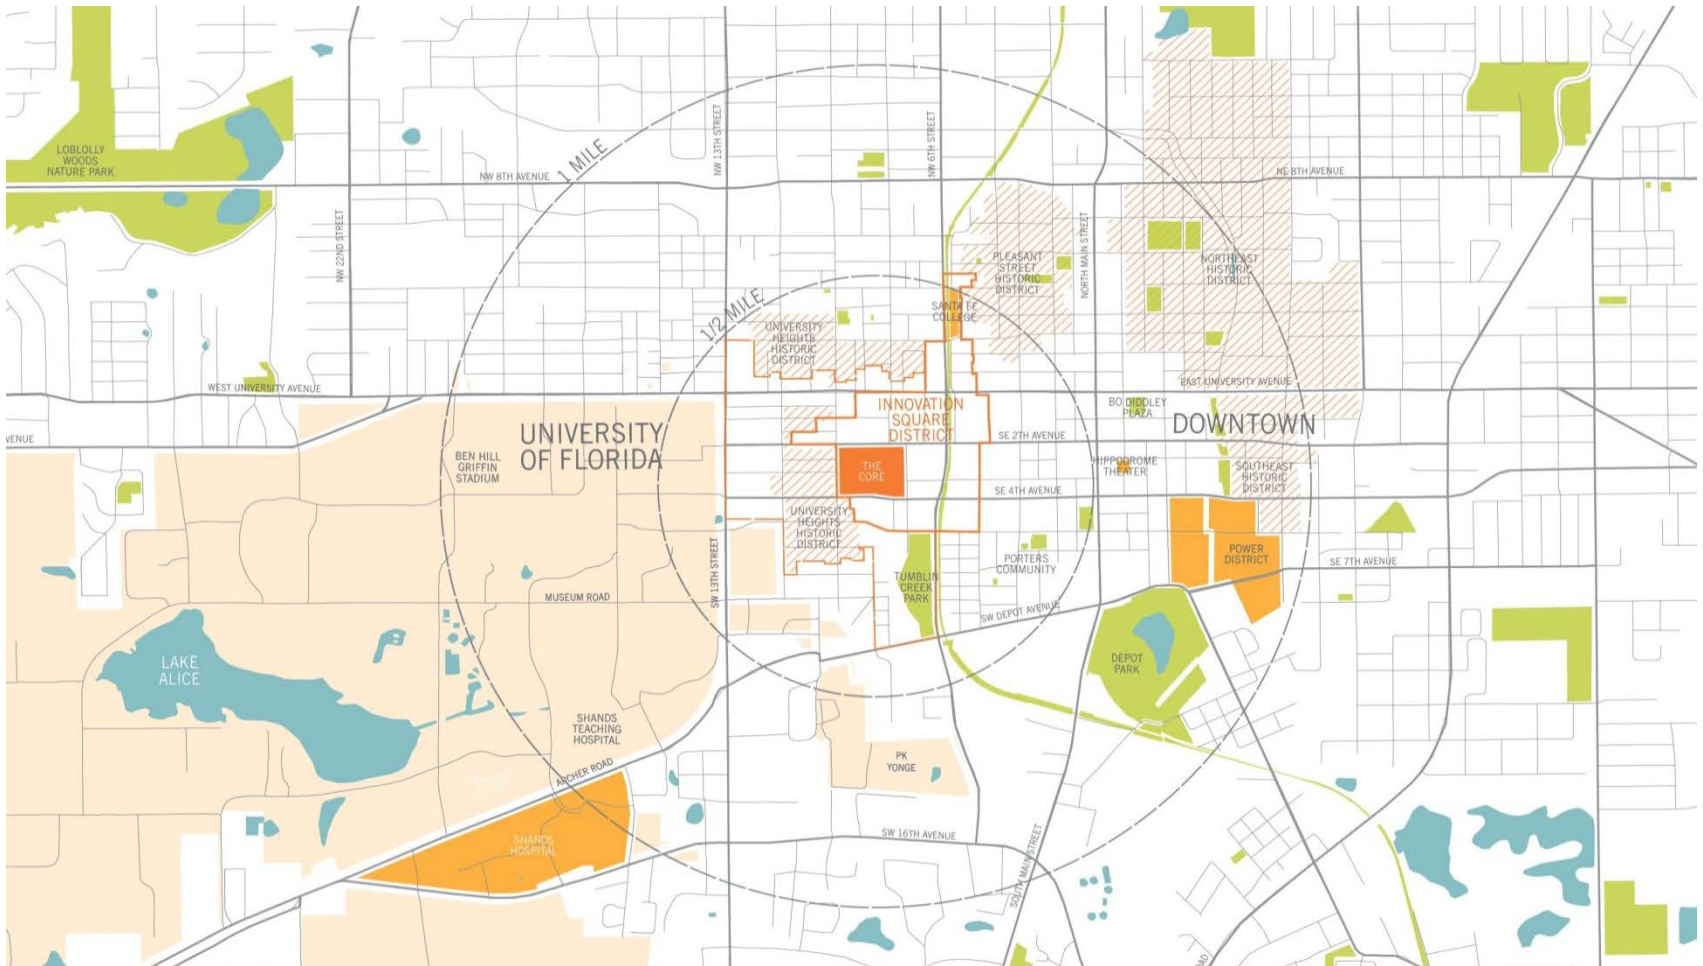 LOBLOLLY
WOODS
NATURE PARK
NW 8TH AVENUE
1 MILE
NW 13TH STREET
NW 6TH STREET
NE 8TH AVENUE
NW 22ND STREET
NORTH MAIN STREET
PLEASANT
STREET
HISTORIC
DISTRICT
NORTHEAST
HISTORIC
DISTRICT
1/2 MILE
SANTA FE
COLLEGE
UNIVERSITY
HEIGHTS
HISTORIC
DISTRICT
WEST UNIVERSITY AVENUE
EAST UNIVERSITY AVENUE
INNOVATION
SQUARE
DISTRICT
BO DIDDLEY
PLAZA
DOWNTOWN
VENUE
UNIVERSITY
OF FLORIDA
SE 2TH AVENUE
BEN HILL
GRIFFIN
STADIUM
THE
CORE
HIPPODROME
THEATER
SOUTHEAST
HISTORIC
DISTRICT
SE 4TH AVENUE
UNIVERSITY
HEIGHTS
HISTORIC
DISTRICT
SW 13TH STREET
POWER
DISTRICT
SE 7TH AVENUE
PORTERS
COMMUNITY
TUMBLIN
CREEK
PARK
MUSEUM ROAD
SW DEPOT AVENUE
LAKE
ALICE
DEPOT
PARK
SHANDS
TEACHING
HOSPITAL
PK
YONGE
ARCHER ROAD
SHANDS
HOSPITAL
SW 16TH AVENUE
SOUTH MAIN STREET